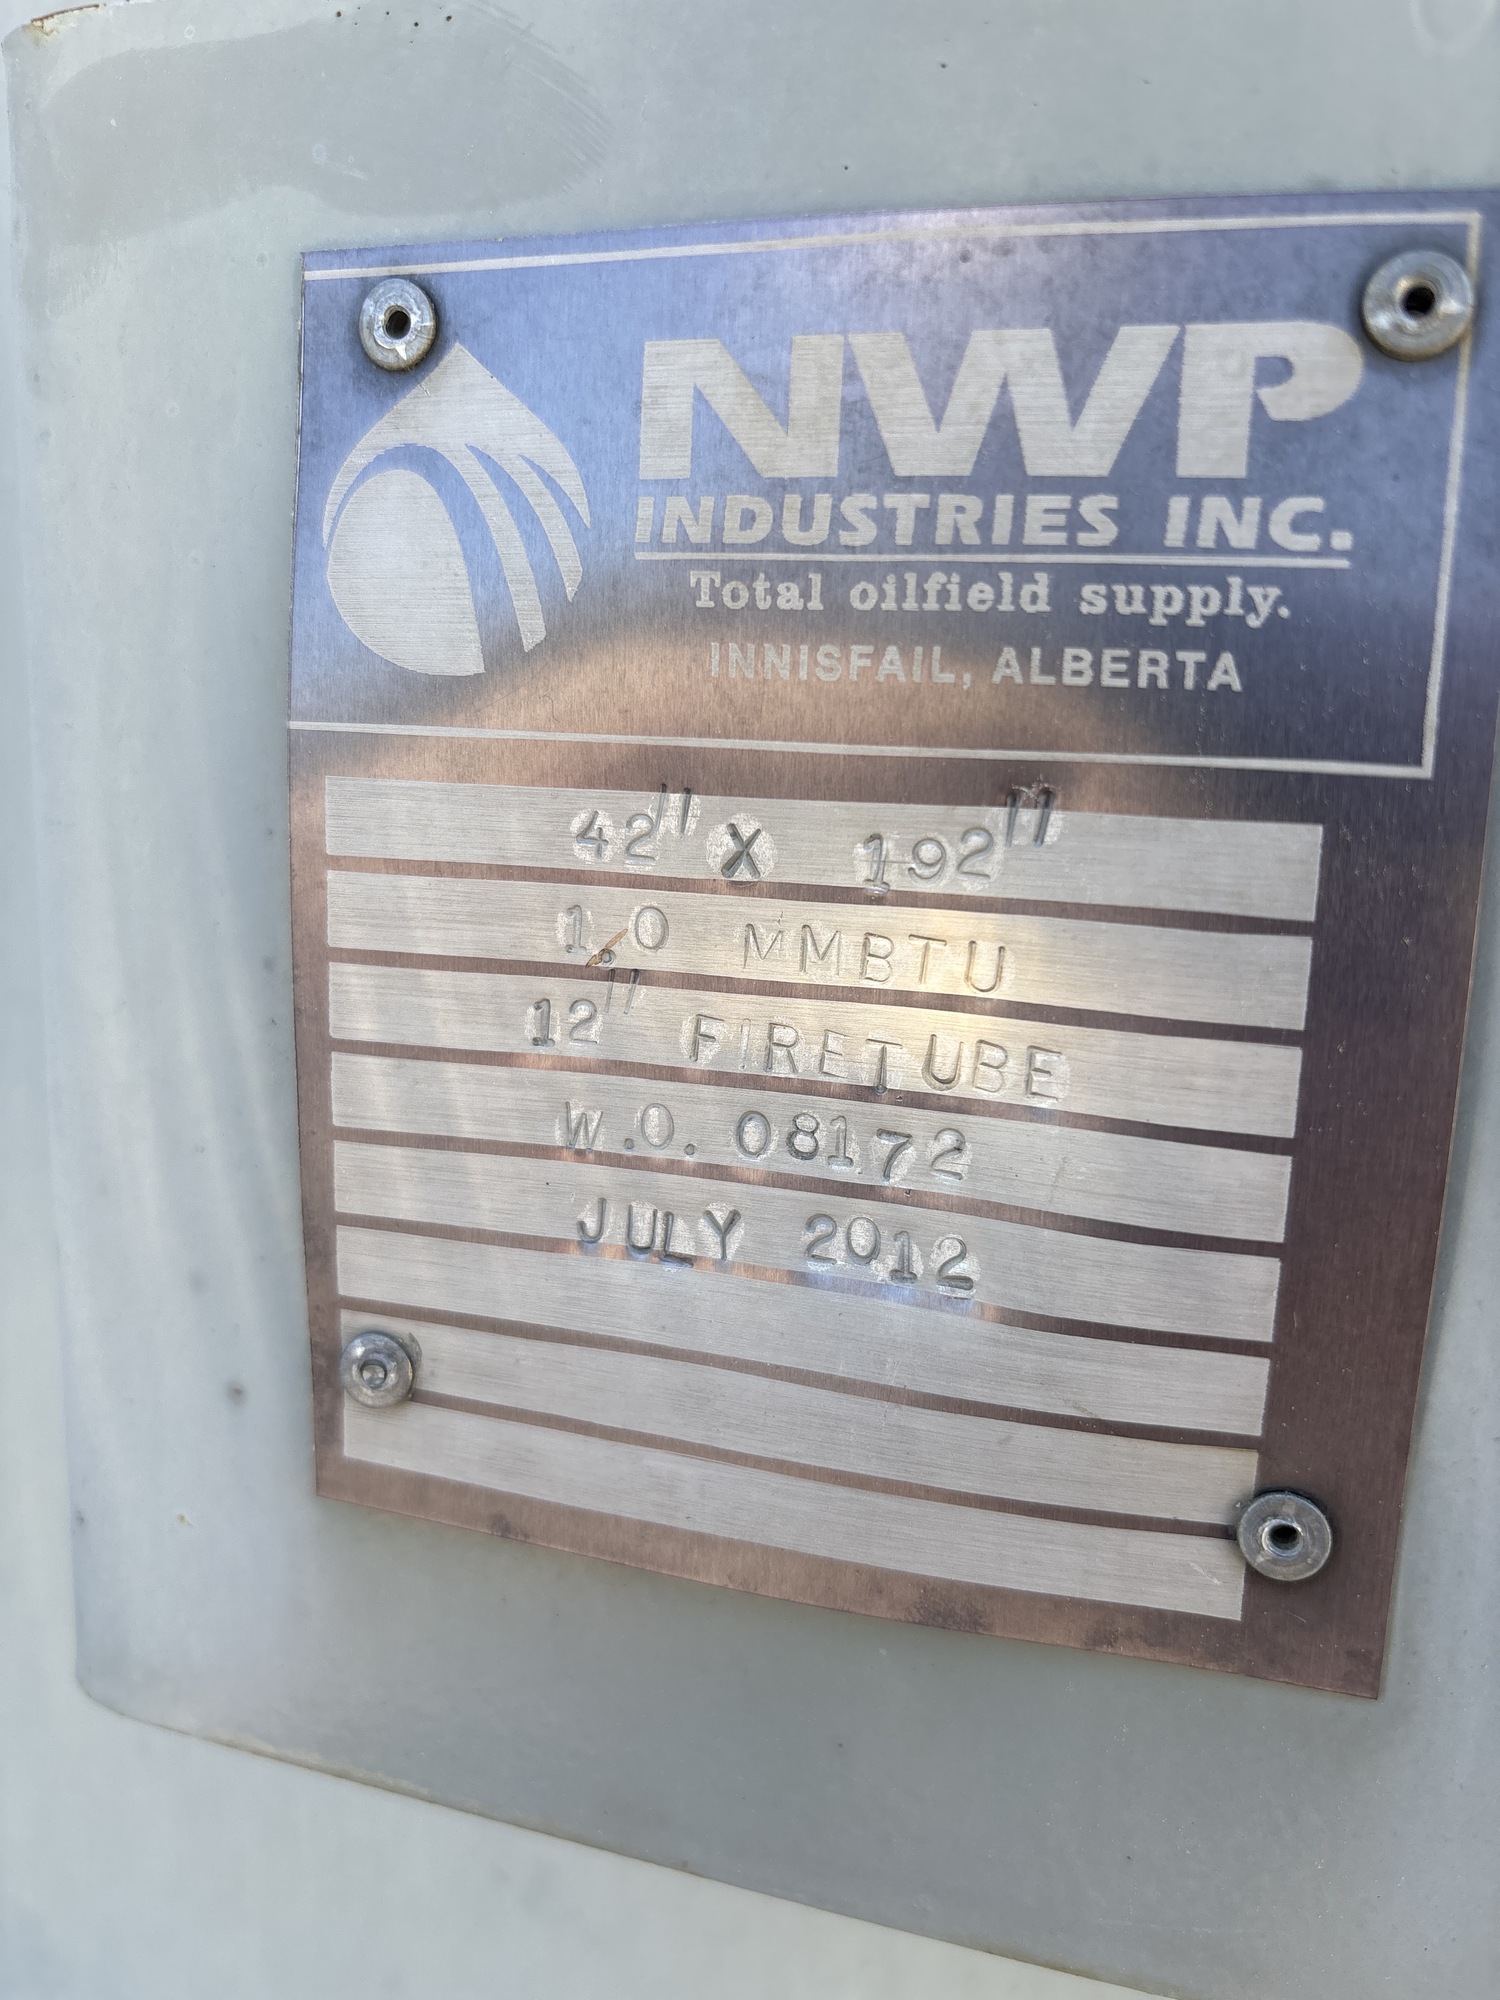 NWP
INDUSTRIES INC.
Total oilfield supply.
INNISFAIL, ALBERTA
42" X 192"
1.0 MMBTU
12" FIRETUBE
W.O. 08172
JULY 2012